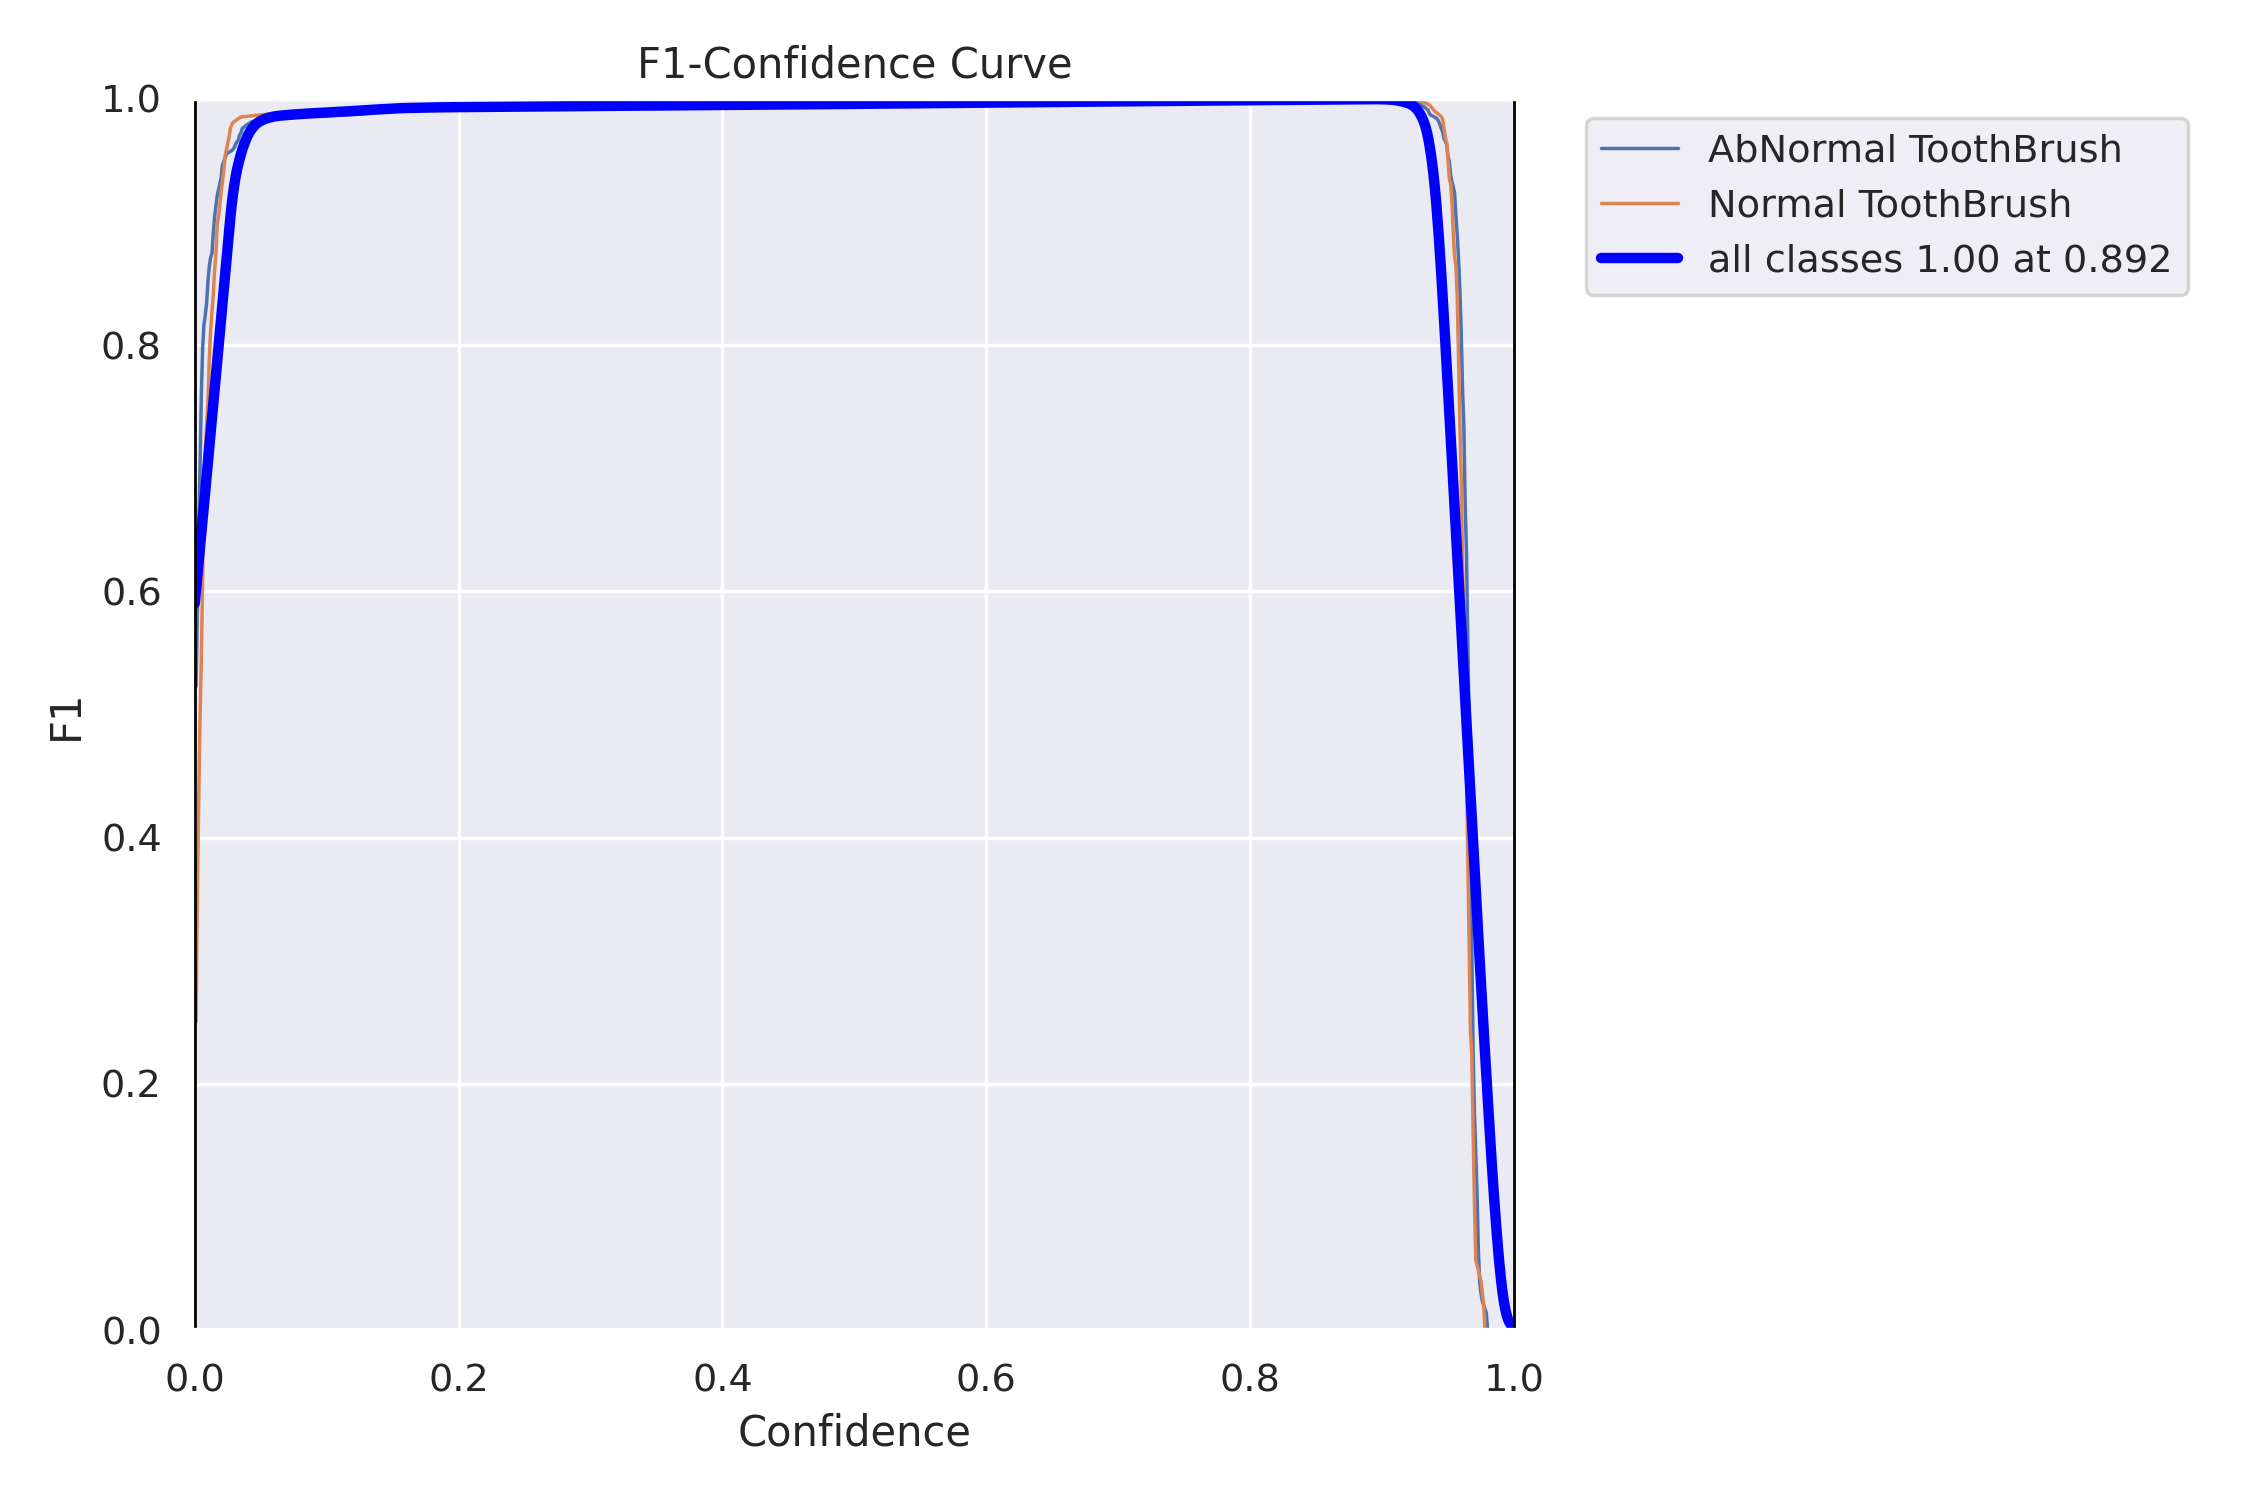 F1-Confidence Curve
1.0
0.8
0.6
0.4
0.2
0.0
F1
0.0 0.2 0.4 0.6 0.8 1.0
Confidence
AbNormal ToothBrush
Normal ToothBrush
all classes 1.00 at 0.892